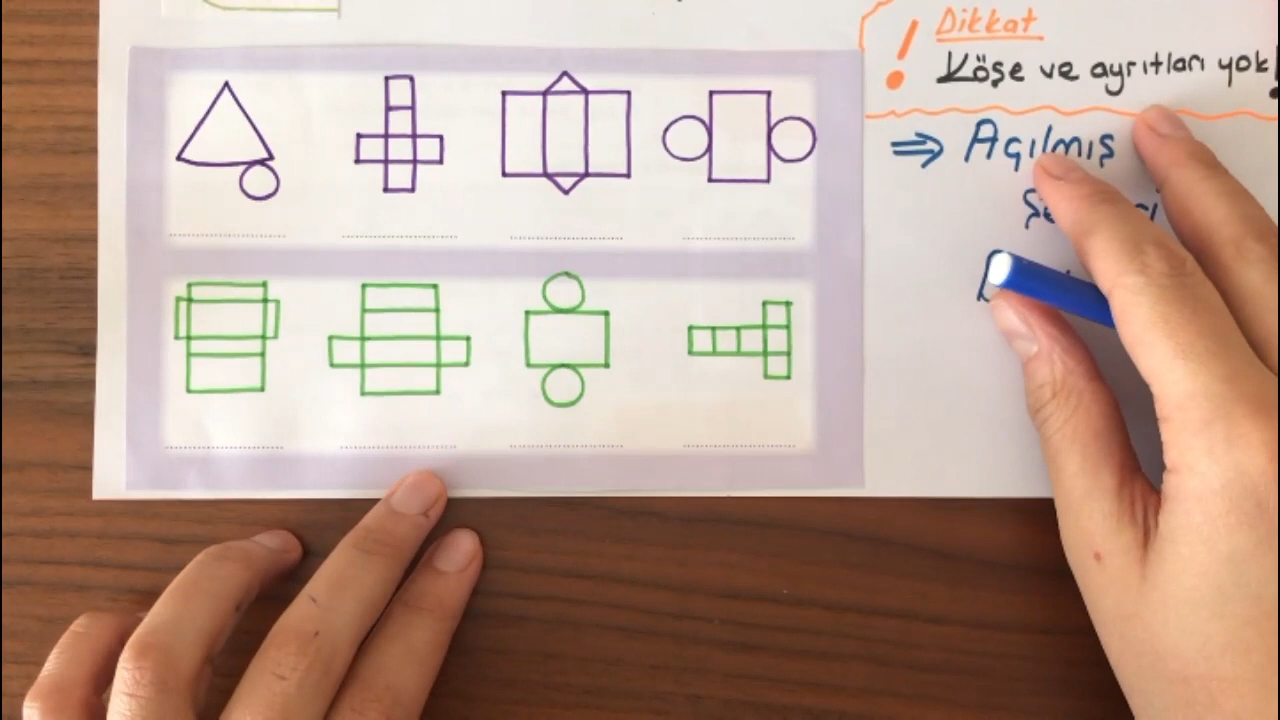 ! Dikkat
Köşe ve ayrıtları yok!
⇒ Açılmış